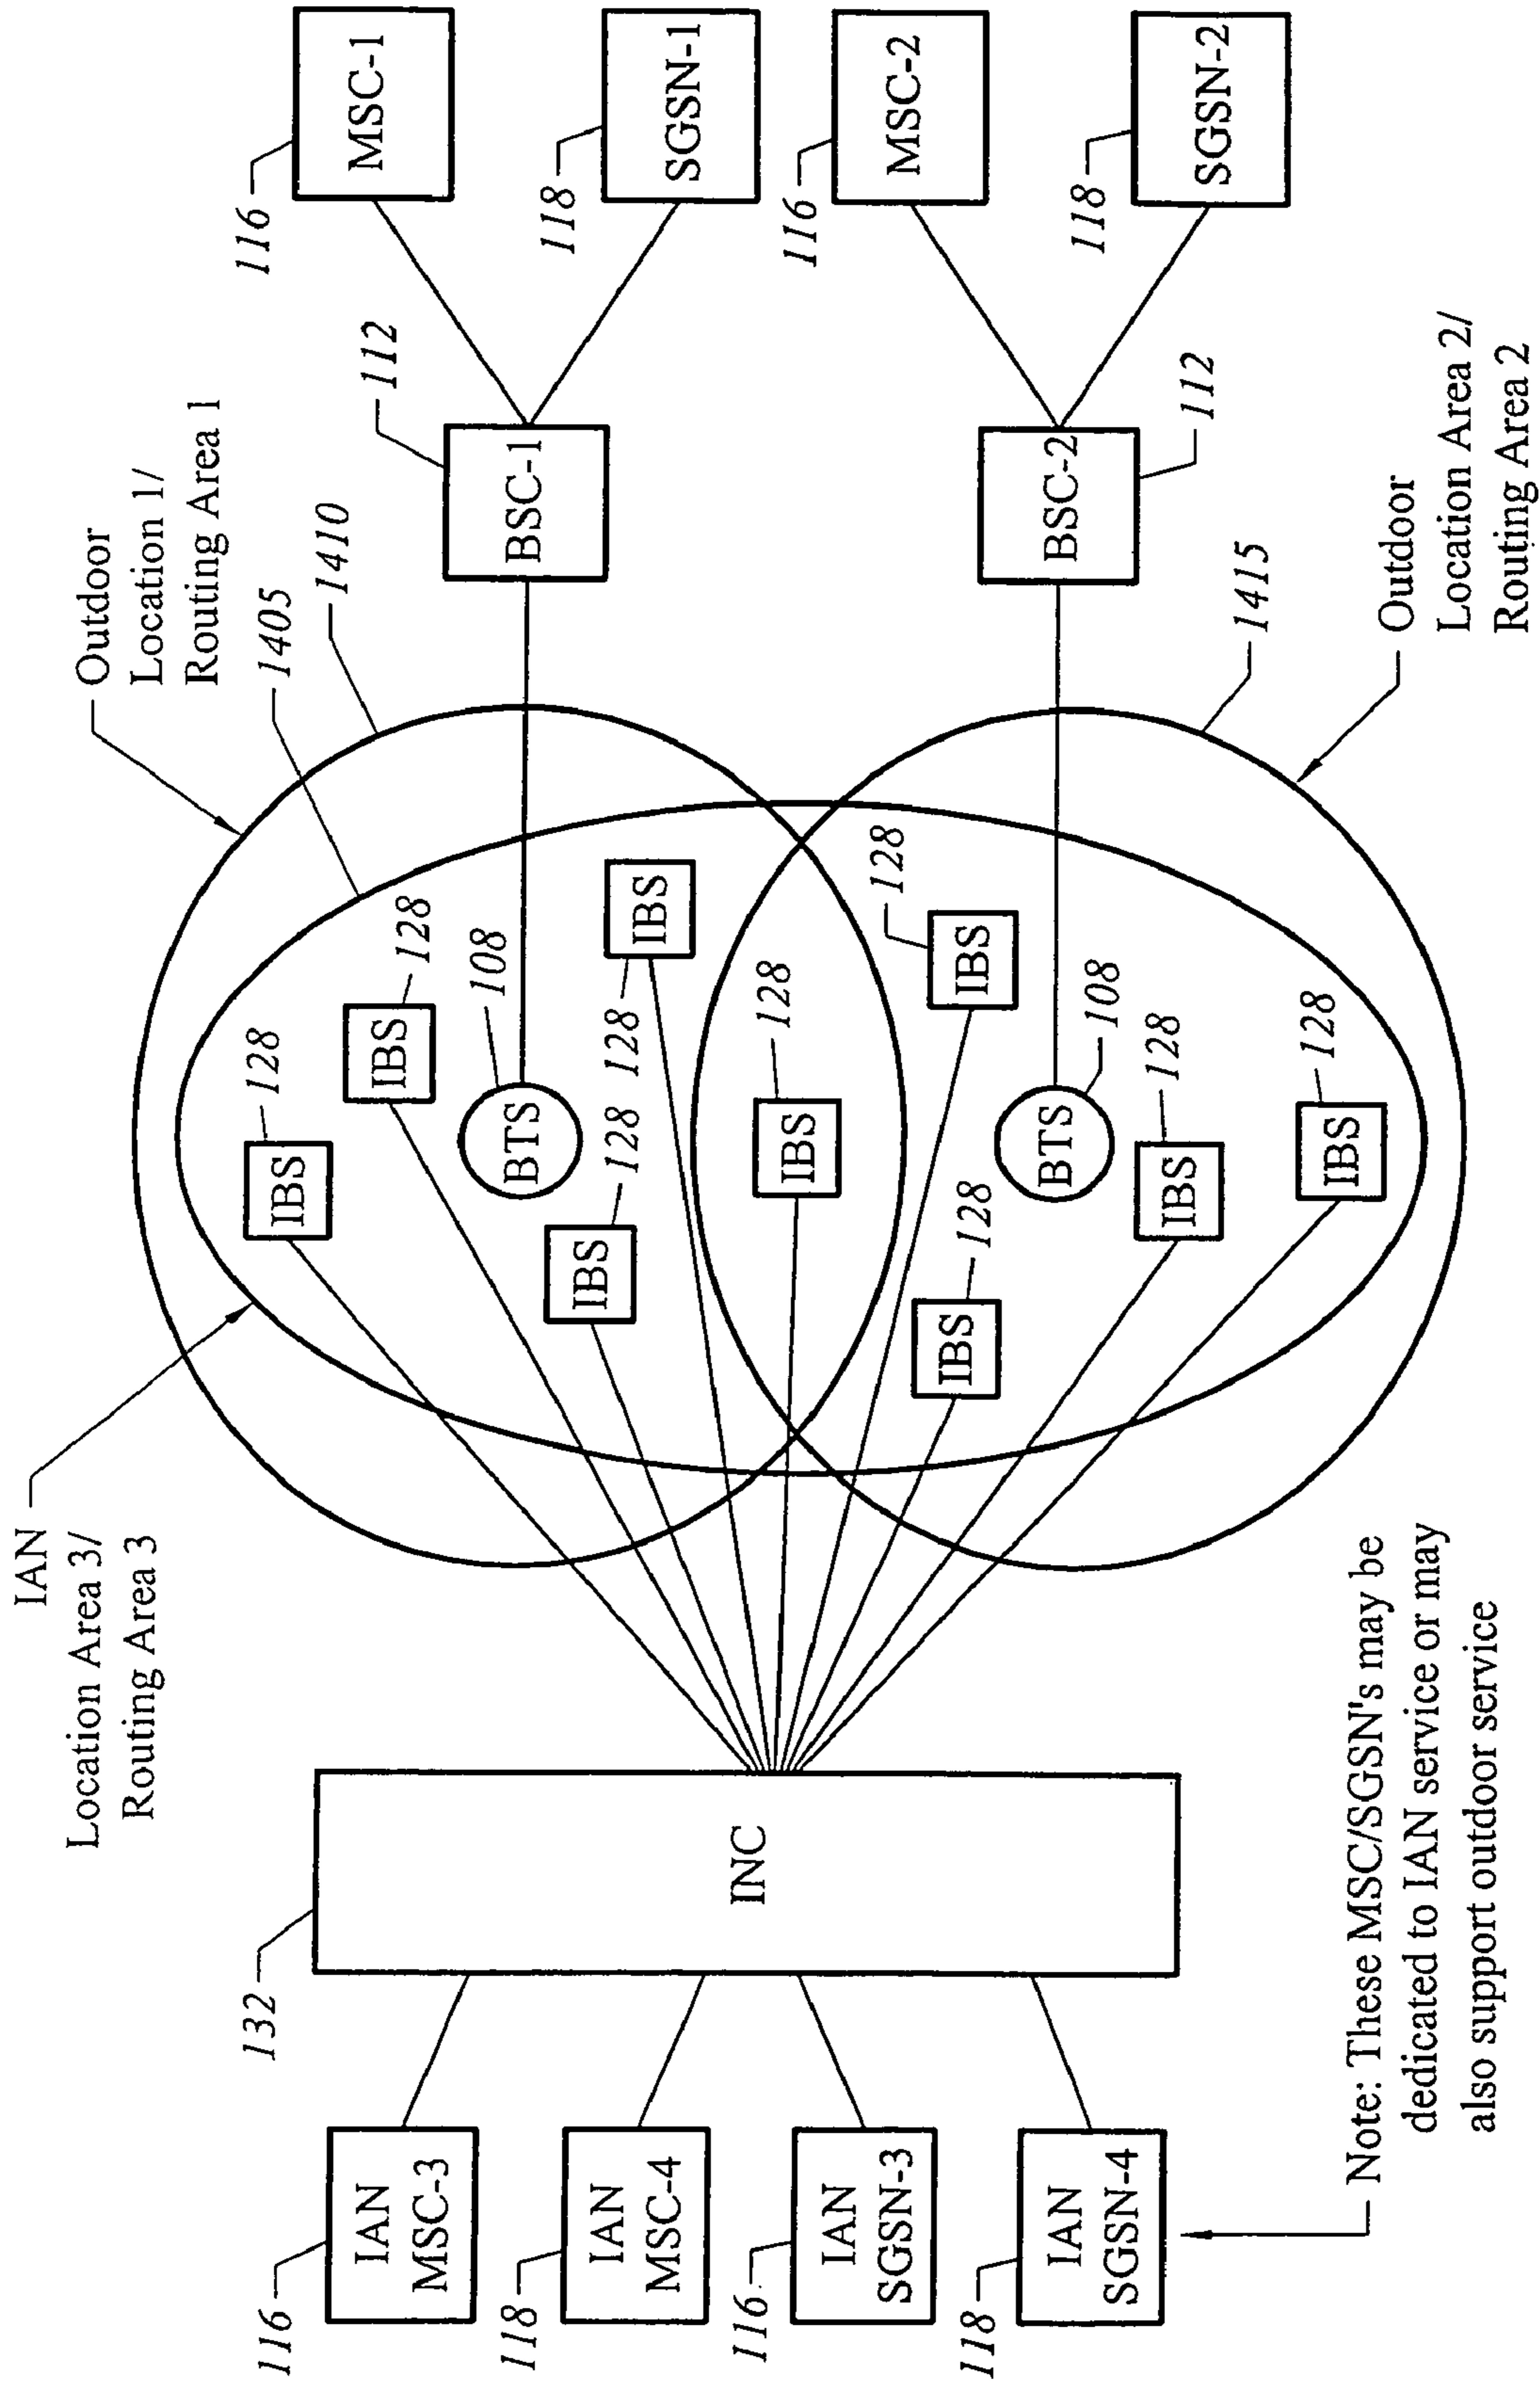 116
IAN
MSC-3
118
IAN
MSC-4
116
IAN
SGSN-3
118
IAN
SGSN-4
Note: These MSC/SGSN's may be
dedicated to IAN service or may
also support outdoor service
132
INC
IAN
Location Area 3/
Routing Area 3
IBS
128
IBS
128
BTS
108
IBS
128
128
IBS
IBS
128
IBS
128
IBS
128
BTS
108
IBS
128
IBS
128
Outdoor
Location 1/
Routing Area 1
1405
1410
1415
Outdoor
Location Area 2/
Routing Area 2
112
BSC-1
BSC-2
112
116
MSC-1
118
SGSN-1
116
MSC-2
118
SGSN-2